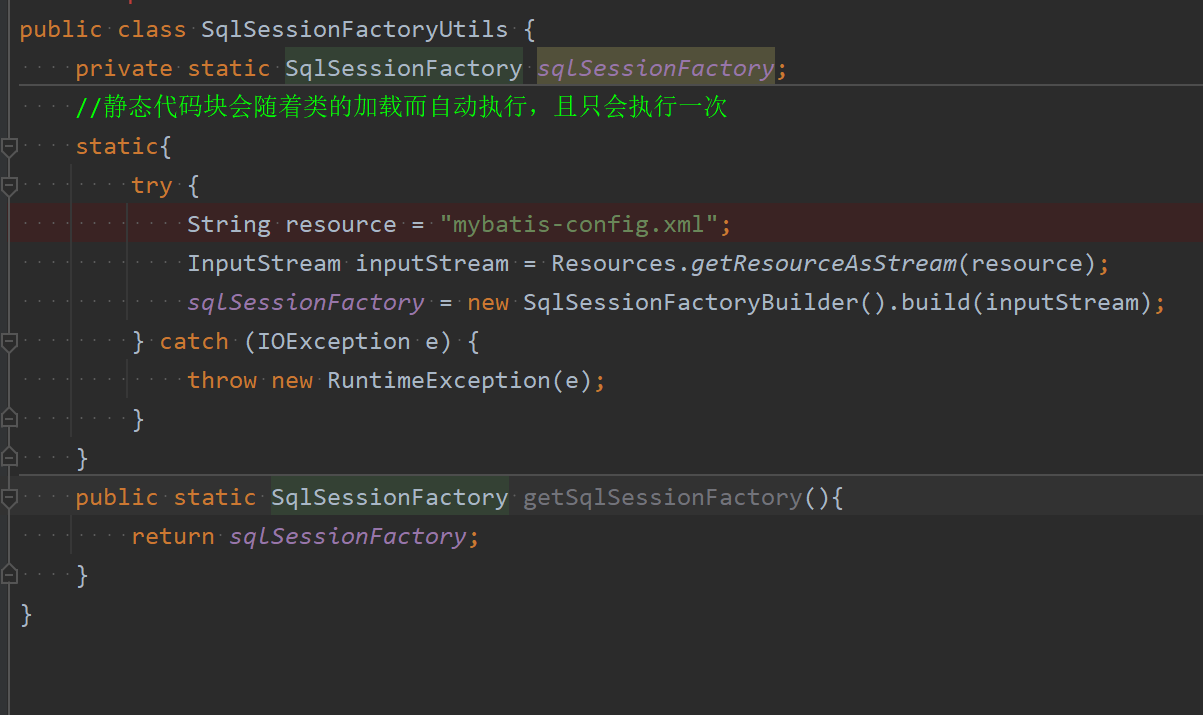 public class SqlSessionFactoryUtils {
    private static SqlSessionFactory sqlSessionFactory;
    //静态代码块会随着类的加载而自动执行，且只会执行一次
    static{
        try {
            String resource = "mybatis-config.xml";
            InputStream inputStream = Resources.getResourceAsStream(resource);
            sqlSessionFactory = new SqlSessionFactoryBuilder().build(inputStream);
        } catch (IOException e) {
            throw new RuntimeException(e);
        }
    }
    public static SqlSessionFactory getSqlSessionFactory(){
        return sqlSessionFactory;
    }
}